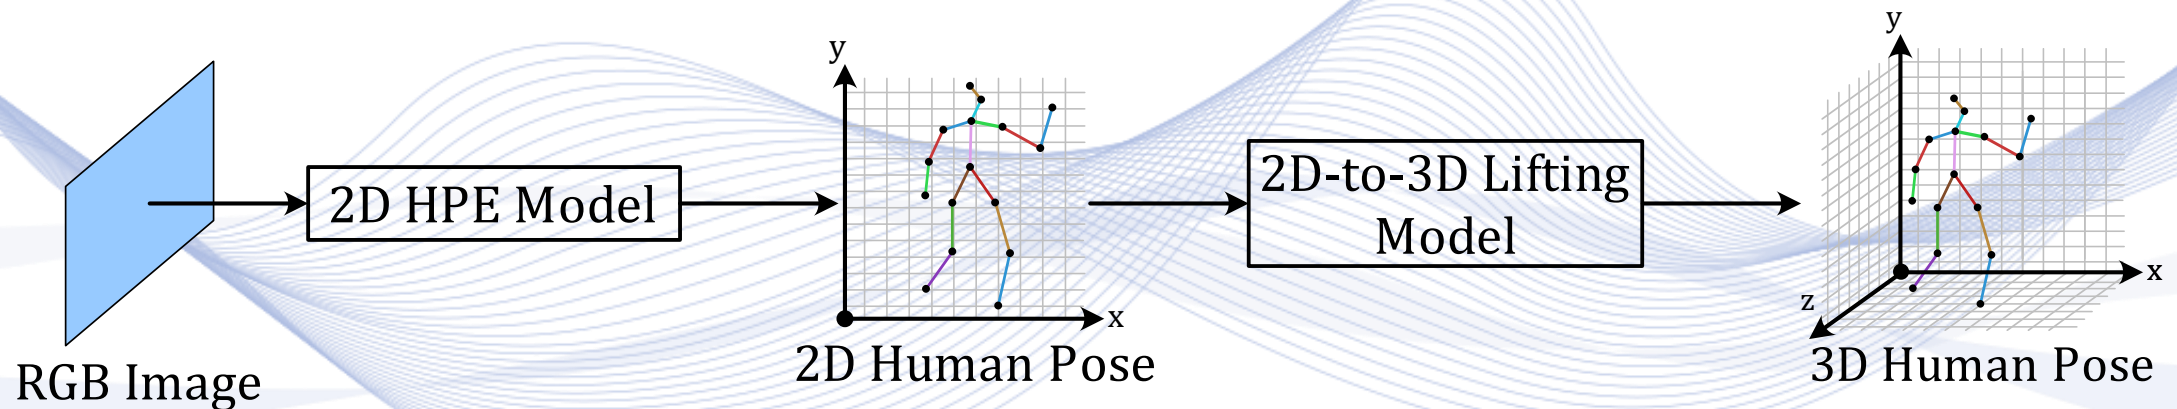 RGB Image
2D HPE Model
y
x
2D Human Pose
2D-to-3D Lifting
Model
y
x
z
3D Human Pose